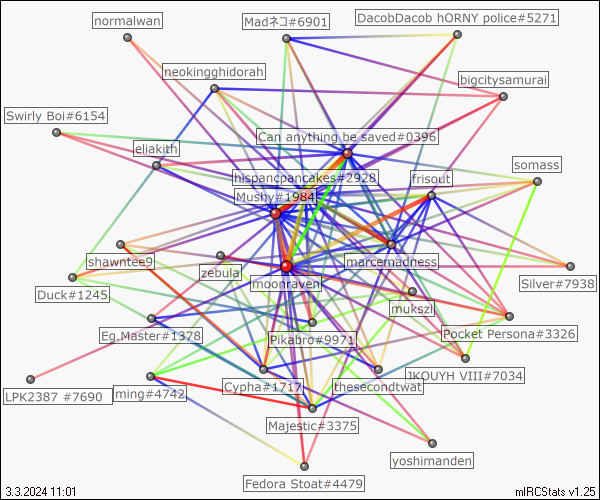 normalwan
Madネコ#6901
DacobDacob hORNY police#5271
neokingghidorah
bigcitysamurai
Swirly Boi#6154
Can anything be saved#0396
eliakith
somass
hispancpancakes#2928
frisout
Mushy#1984
shawntee9
marcemadness
zebula
moonraven
Silver#7938
Duck#1245
mukszi
Eg.Master#1378
Pikabro#9971
Pocket Persona#3326
JKOUYH VIII#7034
LPK2387 #7690
ming#4742
Cypha#1717
thesecondtwat
Majestic#3375
yoshimanden
Fedora Stoat#4479
3.3.2024 11:01
mIRCStats v1.25